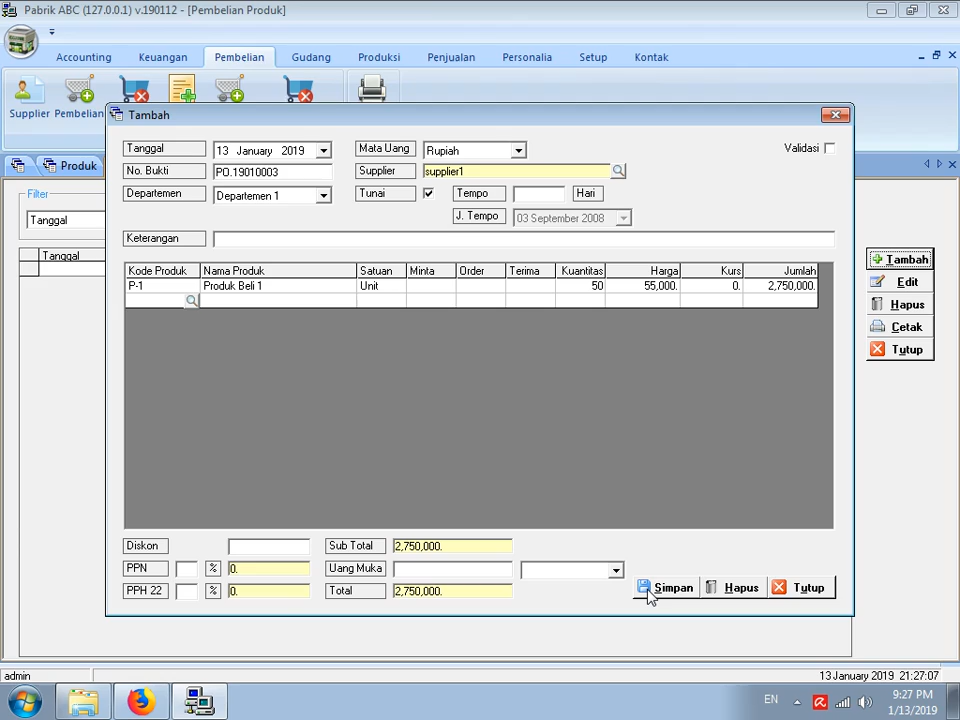 Pabrik ABC (127.0.0.1) v.190112 - [Pembelian Produk]
Accounting Keuangan Pembelian Gudang Produksi Penjualan Personalia Setup Kontak
Supplier Pembelian
Tambah
Tanggal 13 January 2019 Mata Uang Rupiah Validasi
No. Bukti PO.19010003 Supplier supplier1
Departemen Departemen 1 Tunai Tempo Hari
J. Tempo 03 September 2008
Keterangan
Produk
Filter
Tanggal
Tanggal
Kode Produk Nama Produk Satuan Minta Order Terima Kuantitas Harga Kurs Jumlah
P-1 Produk Beli 1 Unit 50 55,000. 0. 2,750,000.
Tambah
Edit
Hapus
Cetak
Tutup
Diskon Sub Total 2,750,000.
PPN % 0. Uang Muka
PPH 22 % 0. Total 2,750,000.
Simpan Hapus Tutup
admin 13 January 2019 21:27:07
EN 9:27 PM
1/13/2019